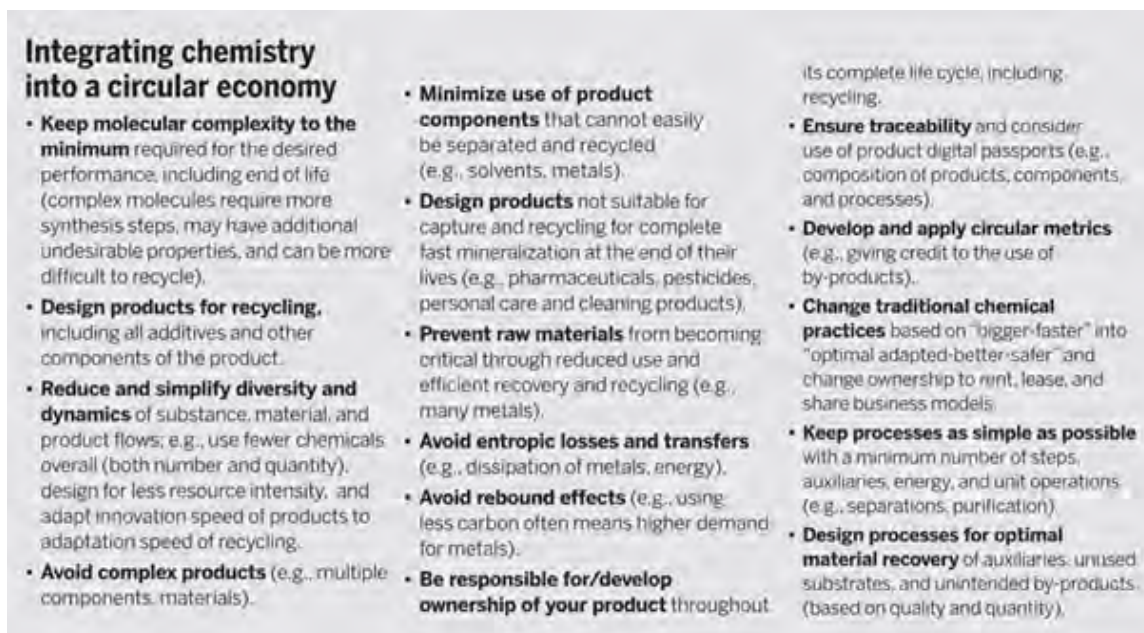 Integrating chemistry
into a circular economy
• Keep molecular complexity to the
minimum required for the desired
performance, including end of life
(complex molecules require more
synthesis steps, may have additional
undesirable properties, and can be more
difficult to recycle).
• Design products for recycling,
including all additives and other
components of the product.
• Reduce and simplify diversity and
dynamics of substance, material, and
product flows; e.g., use fewer chemicals
overall (both number and quantity),
design for less resource intensity, and
adapt innovation speed of products to
adaptation speed of recycling.
• Avoid complex products (e.g., multiple
components, materials).
• Minimize use of product
components that cannot easily
be separated and recycled
(e.g., solvents, metals).
• Design products not suitable for
capture and recycling for complete
fast mineralization at the end of their
lives (e.g., pharmaceuticals, pesticides,
personal care and cleaning products).
• Prevent raw materials from becoming
critical through reduced use and
efficient recovery and recycling (e.g.,
many metals).
• Avoid entropic losses and transfers
(e.g., dissipation of metals, energy).
• Avoid rebound effects (e.g., using
less carbon often means higher demand
for metals).
• Be responsible for/develop
ownership of your product throughout
its complete life cycle, including
recycling.
• Ensure traceability and consider
use of product digital passports (e.g.,
composition of products, components,
and processes).
• Develop and apply circular metrics
(e.g., giving credit to the use of
by-products).
• Change traditional chemical
practices based on "bigger-faster" into
"optimal adapted-better-safer" and
change ownership to rent, lease, and
share business models.
• Keep processes as simple as possible
with a minimum number of steps,
auxiliaries, energy, and unit operations
(e.g., separations, purification).
• Design processes for optimal
material recovery of auxiliaries, unused
substrates, and unintended by-products
(based on quality and quantity).